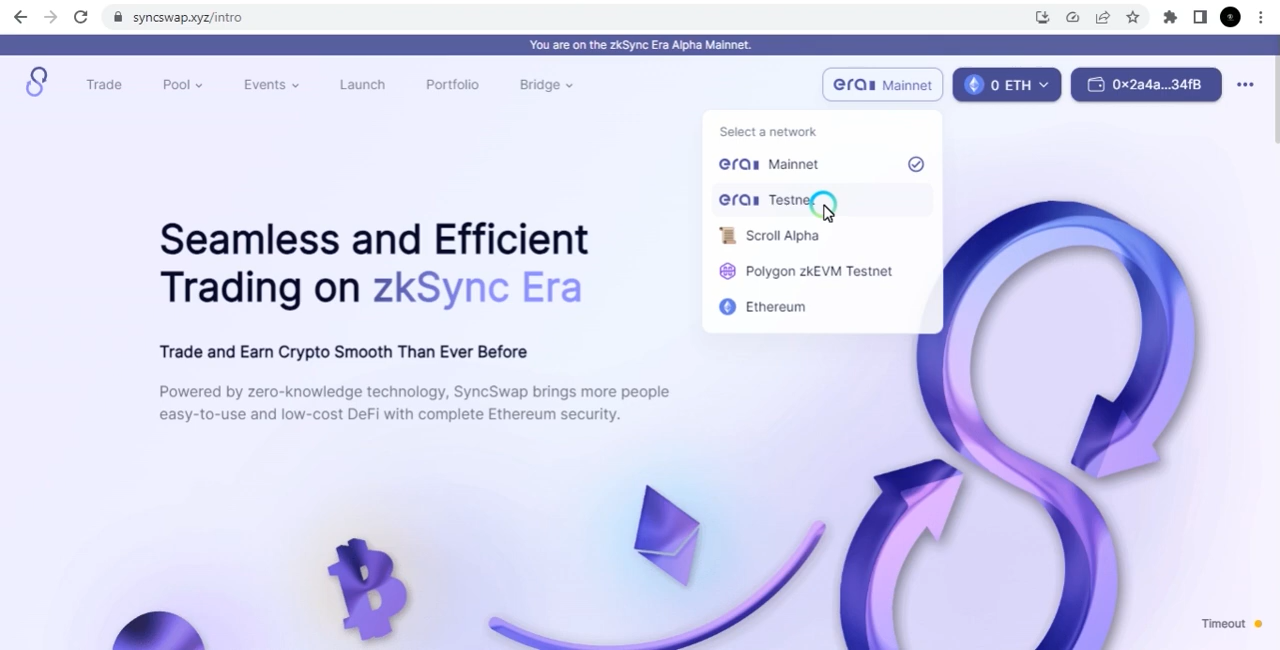 syncswap.xyz/intro
You are on the zkSync Era Alpha Mainnet.
Trade Pool Events Launch Portfolio Bridge era Mainnet 0 ETH 0×2a4a...34fB
Select a network
era Mainnet
era Testnet
Scroll Alpha
Polygon zkEVM Testnet
Ethereum
Seamless and Efficient
Trading on zkSync Era
Trade and Earn Crypto Smooth Than Ever Before
Powered by zero-knowledge technology, SyncSwap brings more people
easy-to-use and low-cost DeFi with complete Ethereum security.
Timeout